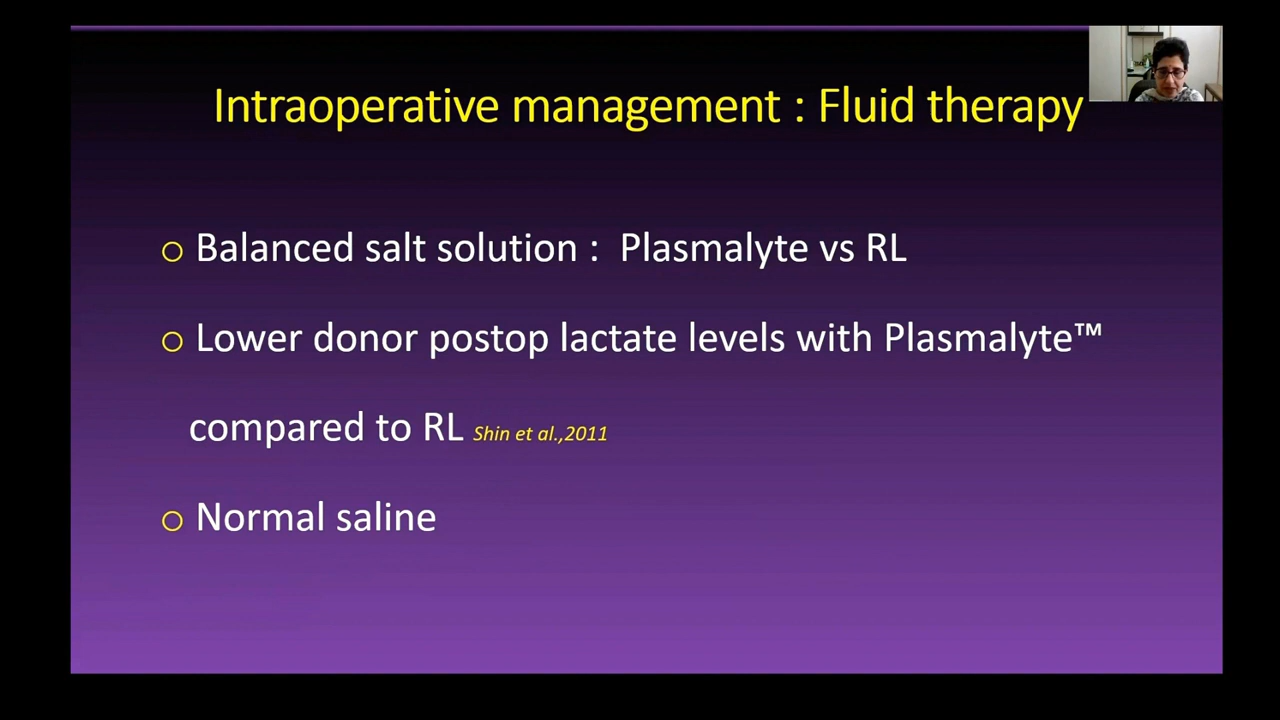 Intraoperative management : Fluid therapy
o Balanced salt solution : Plasmalyte vs RL
o Lower donor postop lactate levels with Plasmalyte™
compared to RL Shin et al.,2011
o Normal saline